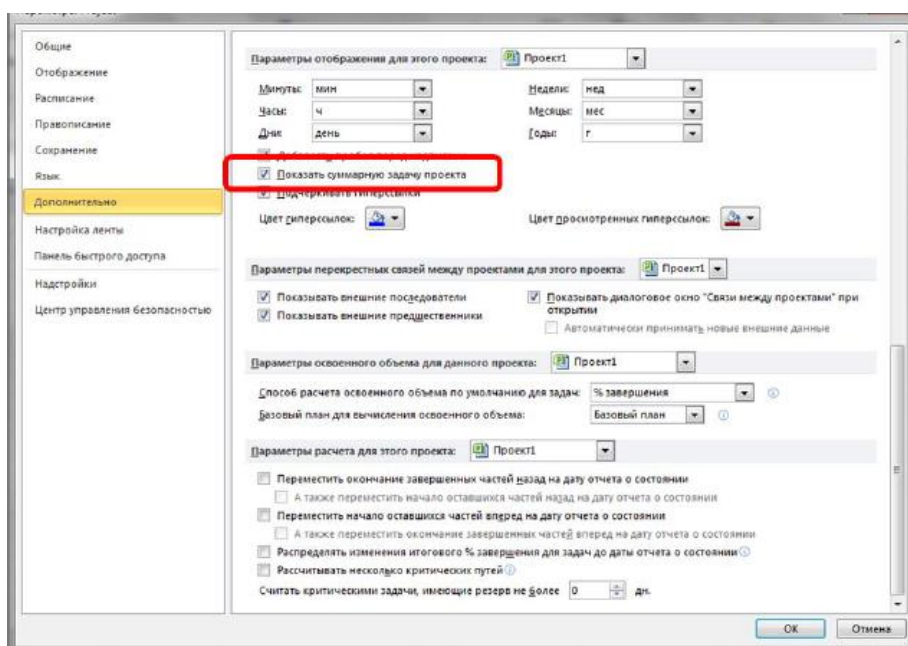 Общие
Отображение
Расписание
Правописание
Сохранение
Язык
Дополнительно
Настройка ленты
Панель быстрого доступа
Надстройки
Центр управления безопасностью
Параметры отображения для этого проекта: Проект1
Минуты: мин Недели: нед
Часы: ч Месяцы: мес
Дни: день Годы: г
Показать суммарную задачу проекта
Подчеркивать гиперссылки
Цвет гиперссылок: Цвет просмотренных гиперссылок:
Параметры перекрестных связей между проектами для этого проекта: Проект1
Показывать внешние последователи Показывать диалоговое окно "Связи между проектами" при
Показывать внешние предшественники открытии
Автоматически принимать новые внешние данные
Параметры освоенного объема для данного проекта: Проект1
Способ расчета освоенного объема по умолчанию для задач: % завершения
Базовый план для вычисления освоенного объема: Базовый план
Параметры расчета для этого проекта: Проект1
Переместить окончание завершенных частей назад на дату отчета о состоянии
А также переместить начало оставшихся частей назад на дату отчета о состоянии
Переместить начало оставшихся частей вперед на дату отчета о состоянии
А также переместить окончание завершенных частей вперед на дату отчета о состоянии
Распределять изменения итогового % завершения для задач до даты отчета о состоянии
Рассчитывать несколько критических путей
Считать критическими задачи, имеющие резерв не более 0 дн.
ОК Отмена